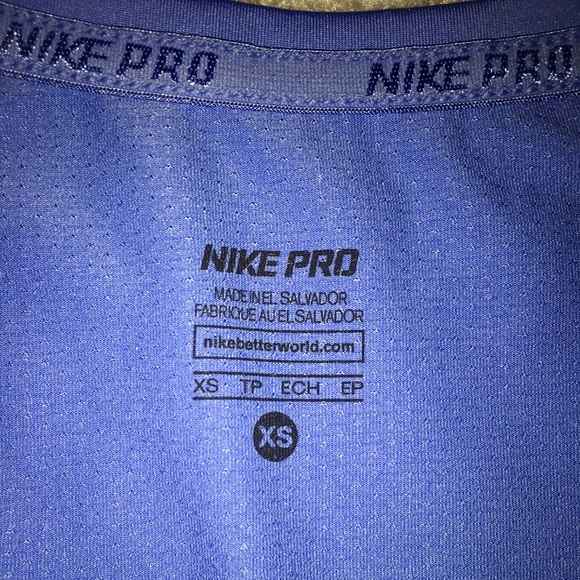 NIKE PRO NIKE PRO
NIKE PRO
MADE IN EL SALVADOR
FABRIQUE AU EL SALVADOR
nikebetterworld.com
XS TP ECH EP
XS